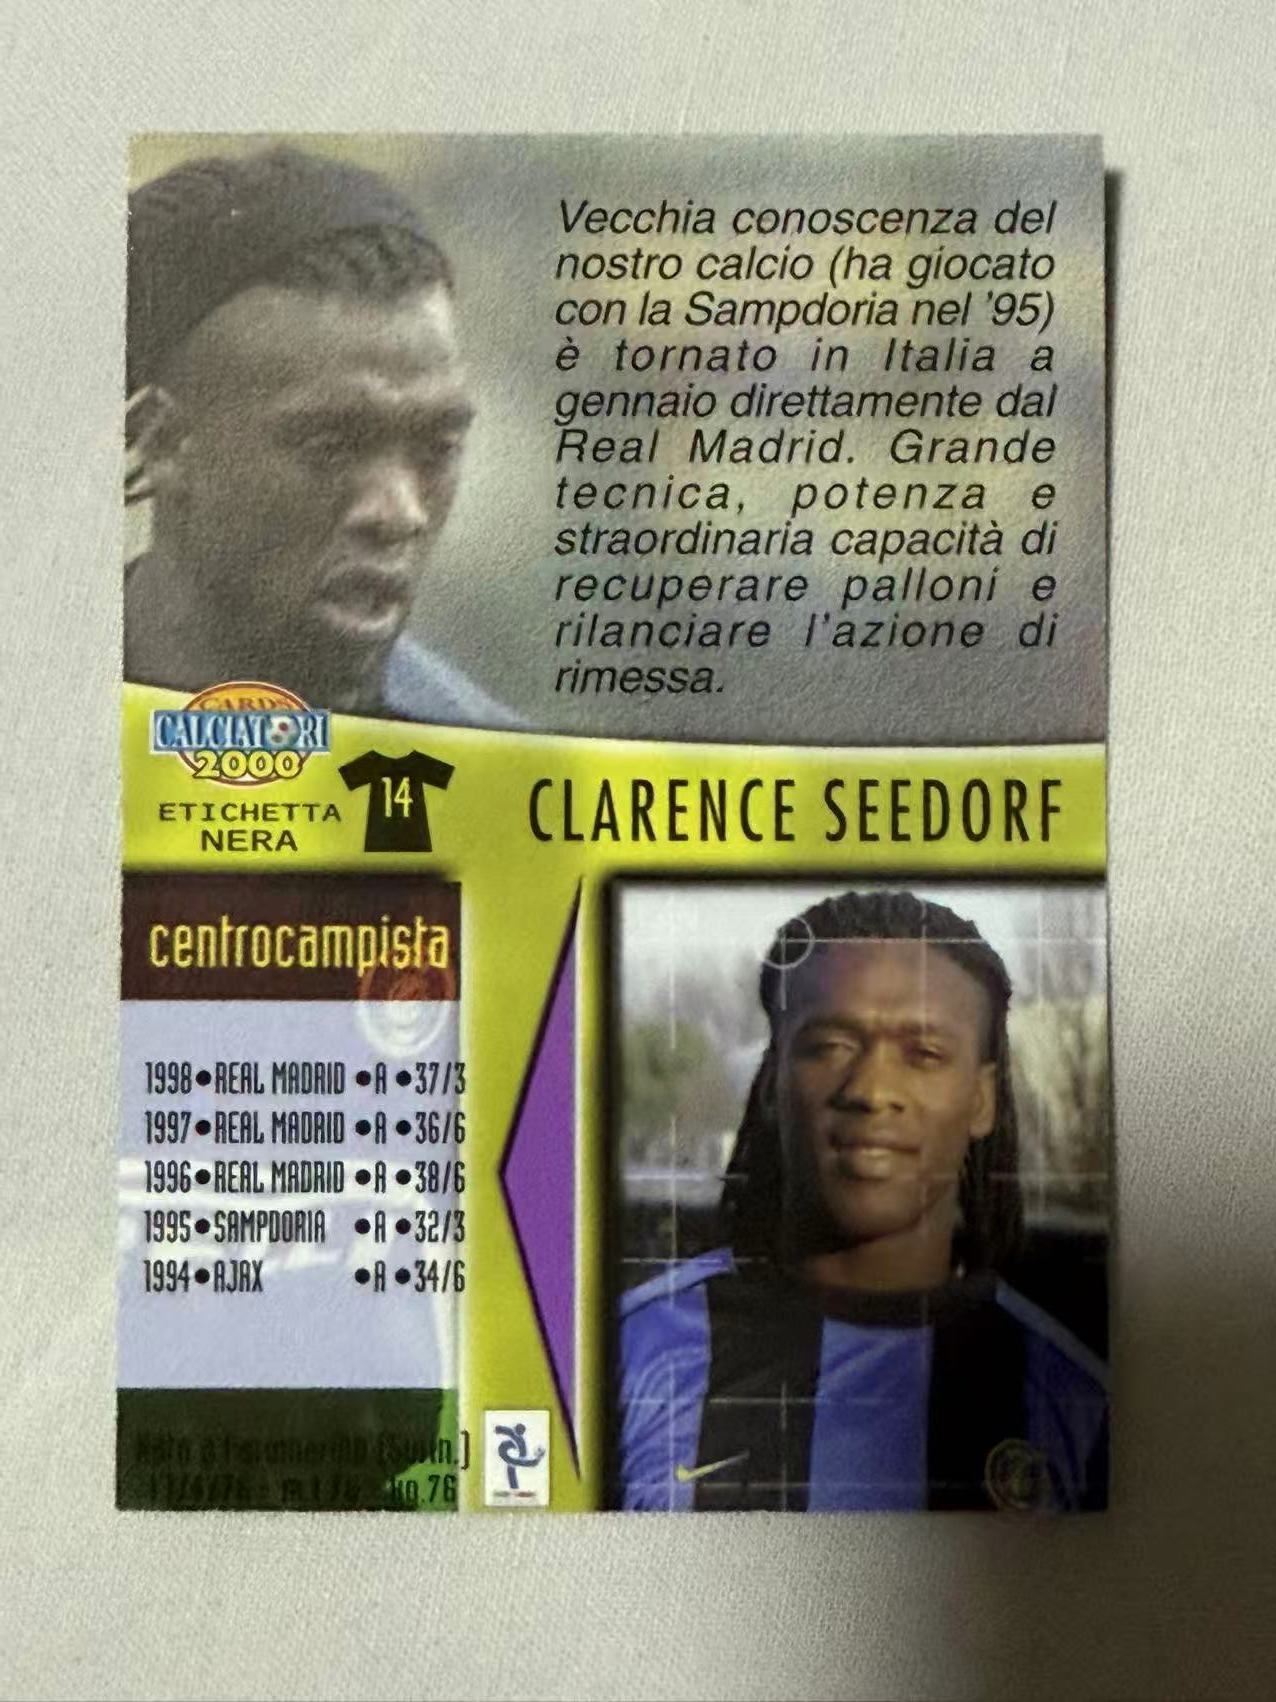 Vecchia conoscenza del
nostro calcio (ha giocato
con la Sampdoria nel '95)
è tornato in Italia a
gennaio direttamente dal
Real Madrid. Grande
tecnica, potenza e
straordinaria capacità di
recuperare palloni e
rilanciare l'azione di
rimessa.
CARDS
CALCIATORI
2000
ETICHETTA
NERA
14
CLARENCE SEEDORF
centrocampista
1998•REAL MADRID •A •37/3
1997•REAL MADRID •A •36/6
1996•REAL MADRID •A •38/6
1995•SAMPDORIA •A •32/3
1994•AJAX •A •34/6
kg.76